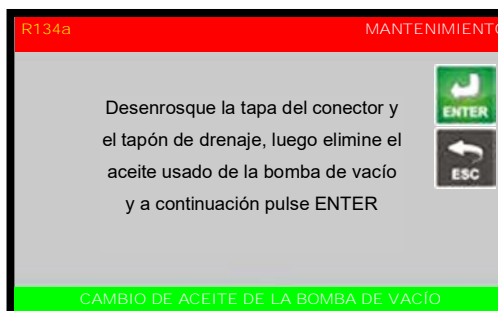 R134a MANTENIMIENTO
Desenrosque la tapa del conector y
el tapón de drenaje, luego elimine el
aceite usado de la bomba de vacío
y a continuación pulse ENTER
ENTER
ESC
CAMBIO DE ACEITE DE LA BOMBA DE VACÍO